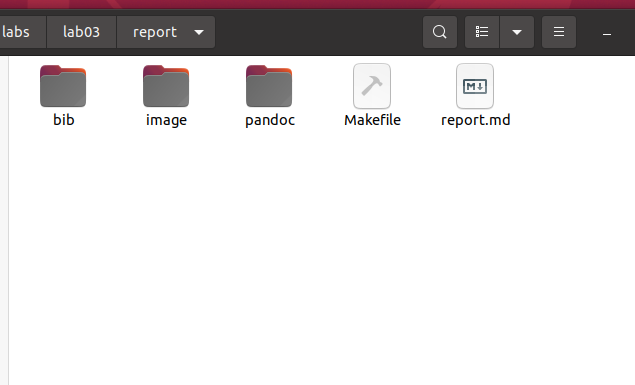 labs lab03 report
bib image pandoc Makefile report.md
M